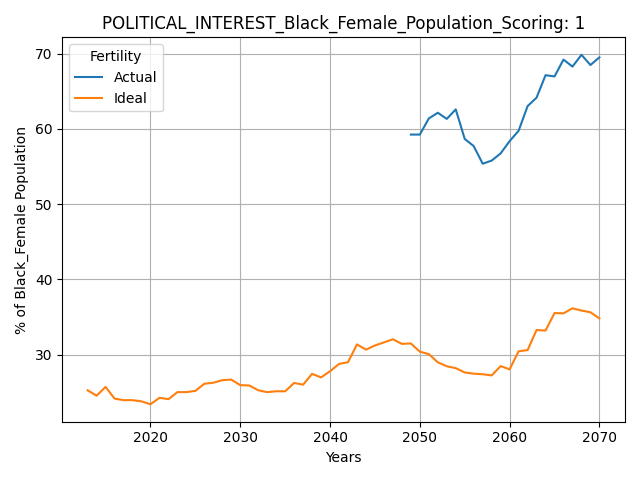 POLITICAL_INTEREST_Black_Female_Population_Scoring: 1
Fertility
Actual
Ideal
% of Black_Female Population
70
60
50
40
30
2020 2030 2040 2050 2060 2070
Years